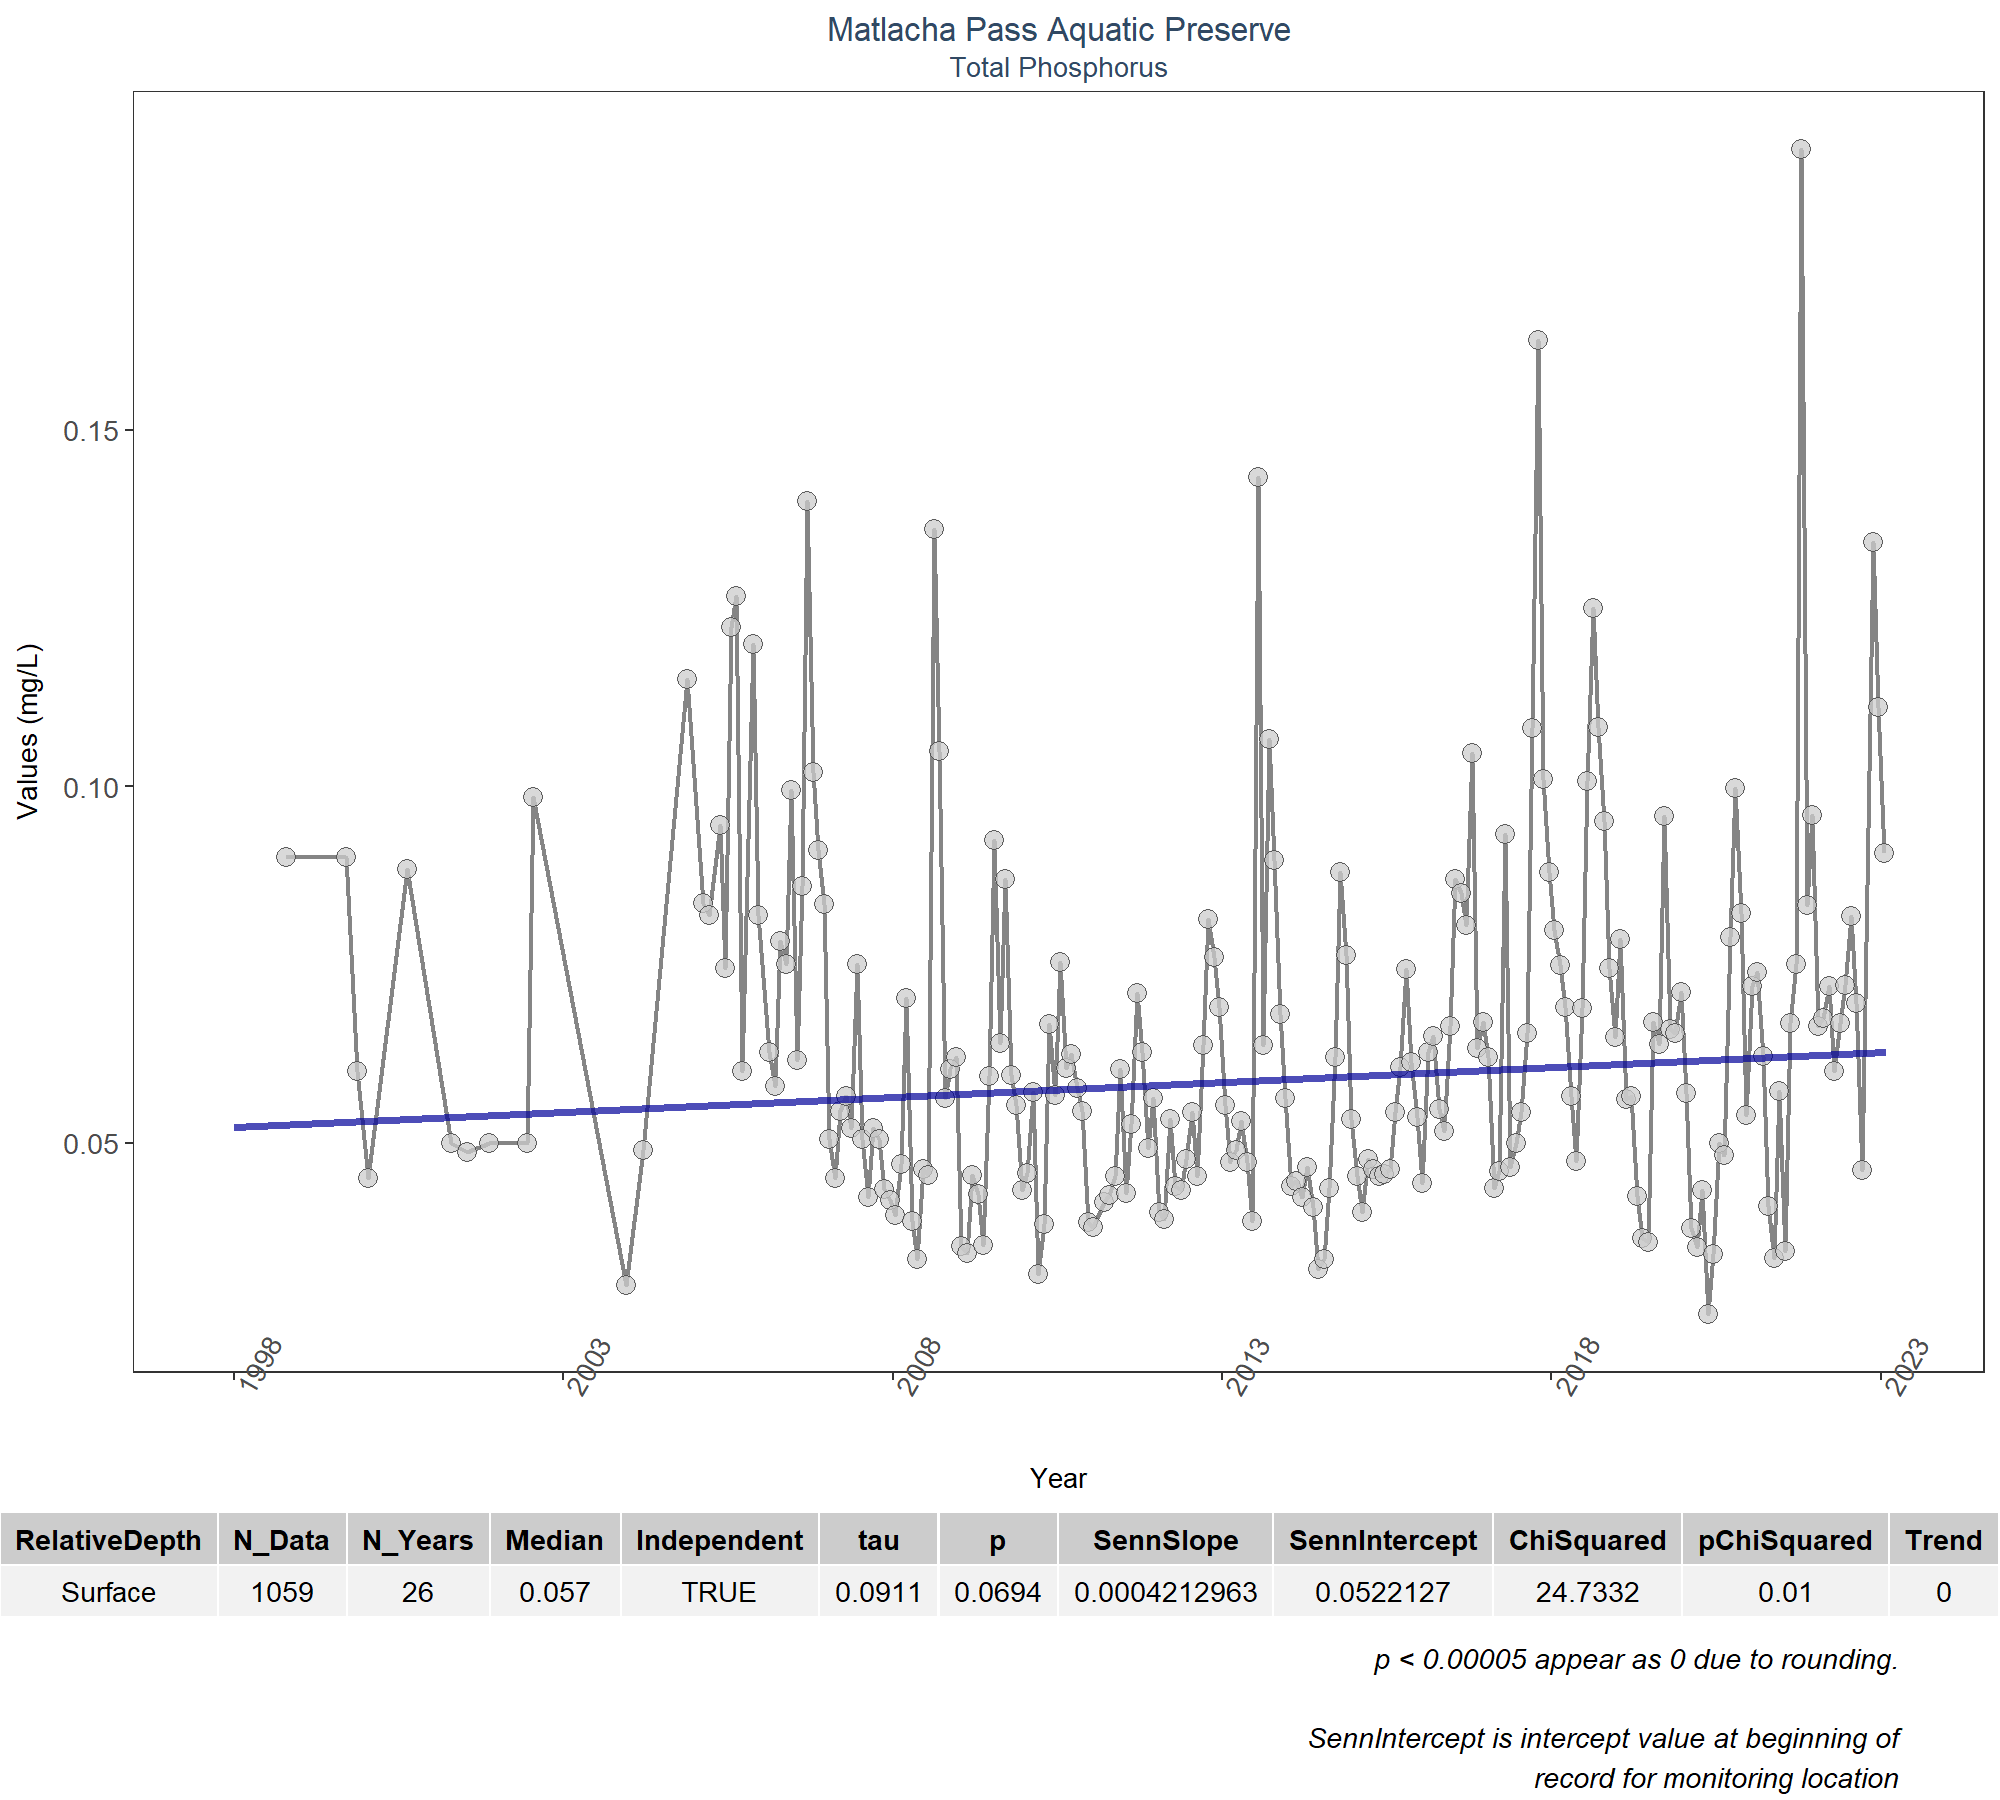 Matlacha Pass Aquatic Preserve
Total Phosphorus
Values (mg/L)
0.15
0.10
0.05
1998 2003 2008 2013 2018 2023
Year
RelativeDepth N_Data N_Years Median Independent tau p SennSlope SennIntercept ChiSquared pChiSquared Trend
Surface 1059 26 0.057 TRUE 0.0911 0.0694 0.0004212963 0.0522127 24.7332 0.01 0
p < 0.00005 appear as 0 due to rounding.
SennIntercept is intercept value at beginning of
record for monitoring location